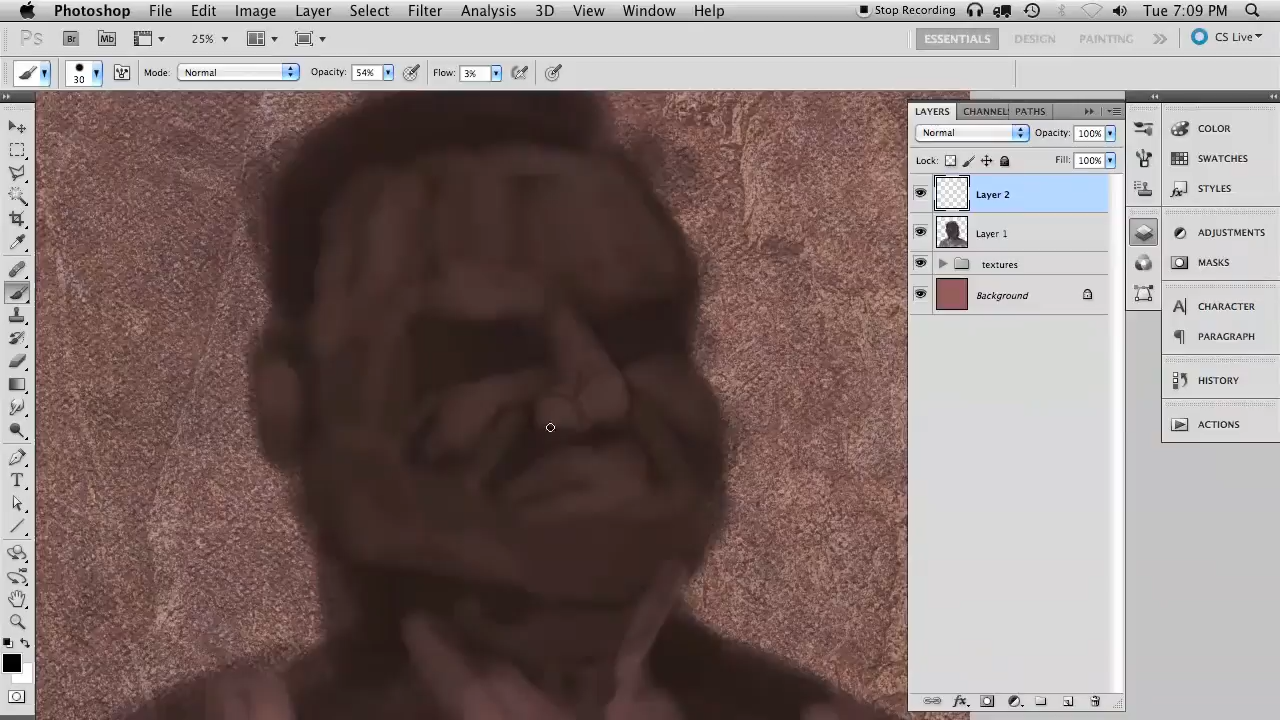 Photoshop File Edit Image Layer Select Filter Analysis 3D View Window Help Stop Recording Tue 7:09 PM
Ps Br Mb 25% ESSENTIALS DESIGN PAINTING CS Live
30 Mode: Normal Opacity: 54% Flow: 3%
LAYERS CHANNEL PATHS
Normal Opacity: 100%
Lock: Fill: 100%
Layer 2
Layer 1
textures
Background
COLOR
SWATCHES
STYLES
ADJUSTMENTS
MASKS
CHARACTER
PARAGRAPH
HISTORY
ACTIONS